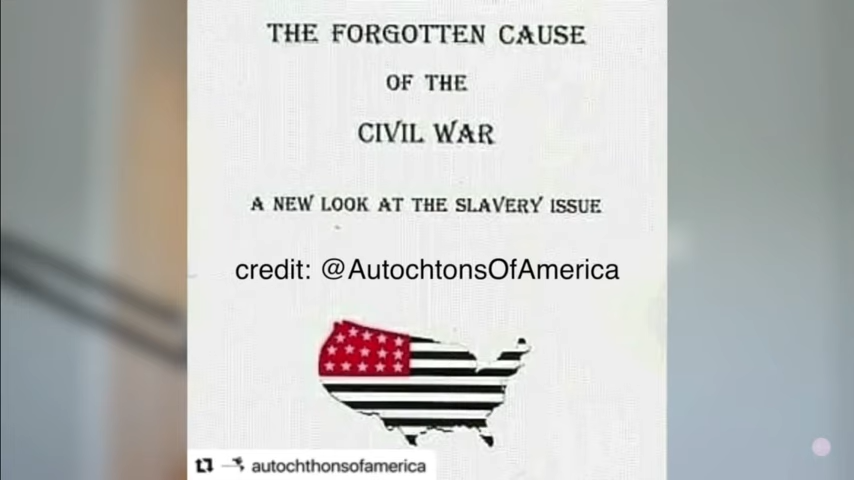 THE FORGOTTEN CAUSE
OF THE
CIVIL WAR
A NEW LOOK AT THE SLAVERY ISSUE
credit: @AutochtonsOfAmerica
autochthonsofamerica